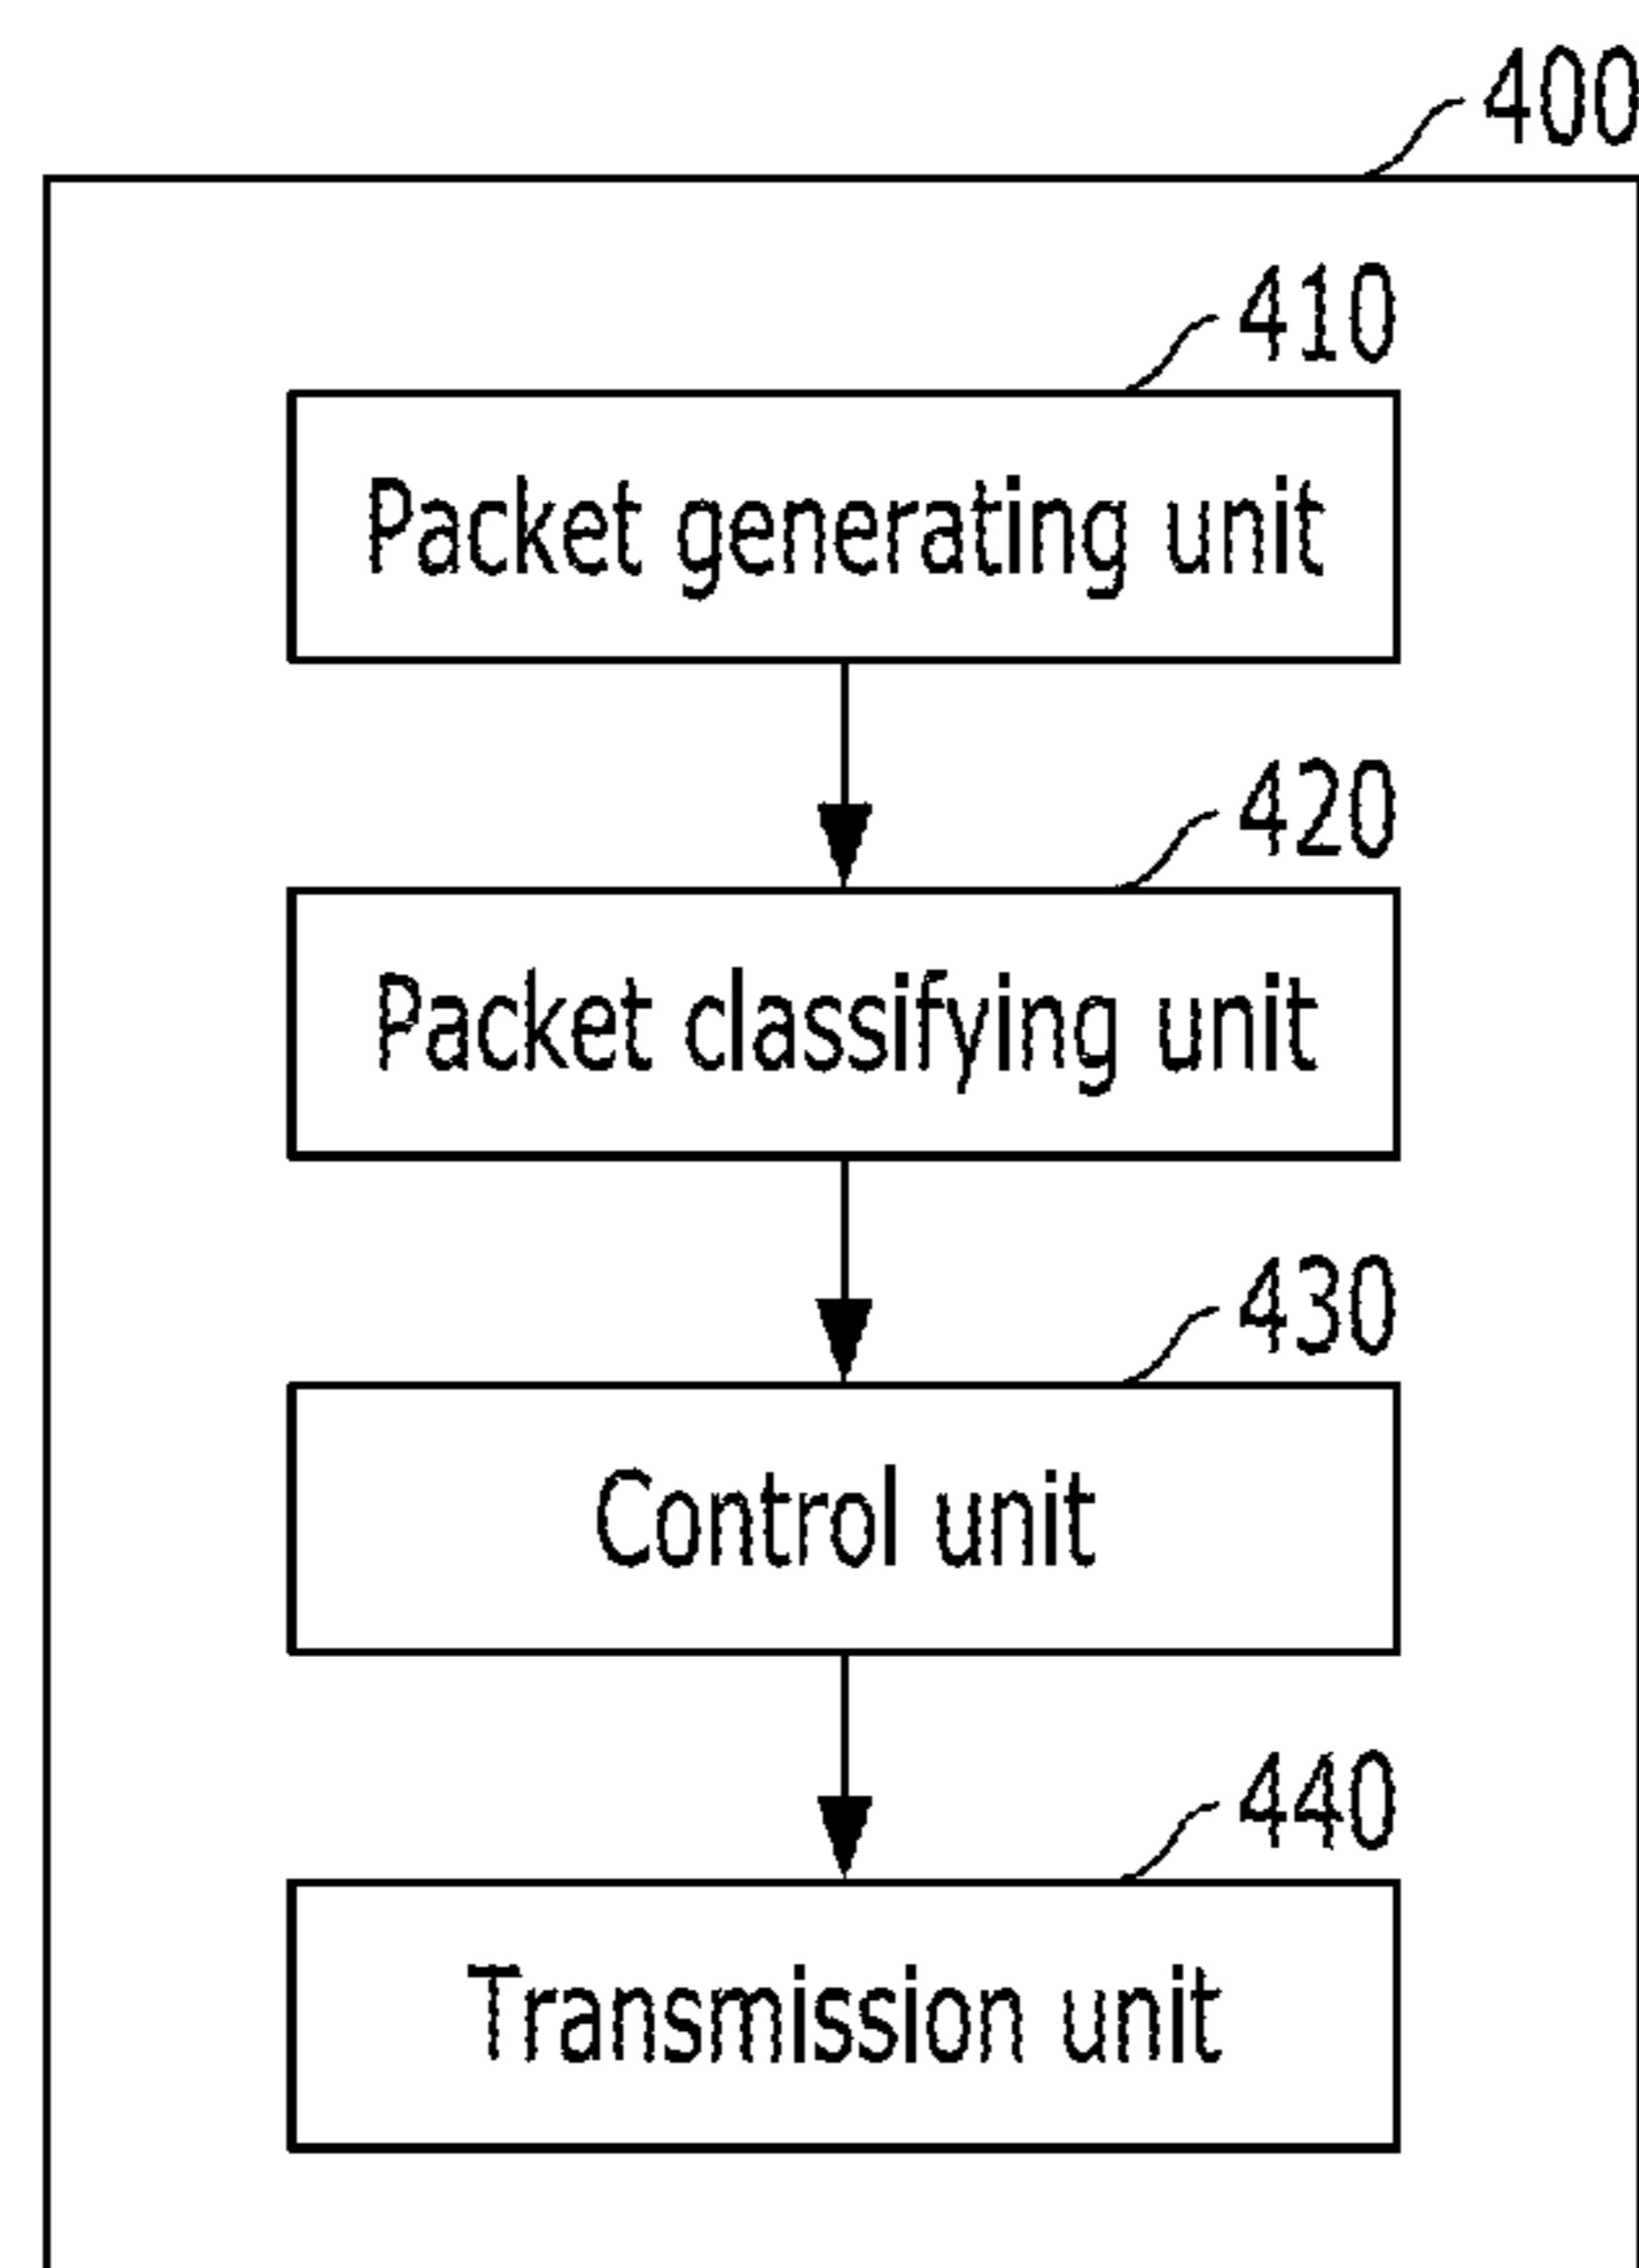 400
410
Packet generating unit
420
Packet classifying unit
430
Control unit
440
Transmission unit